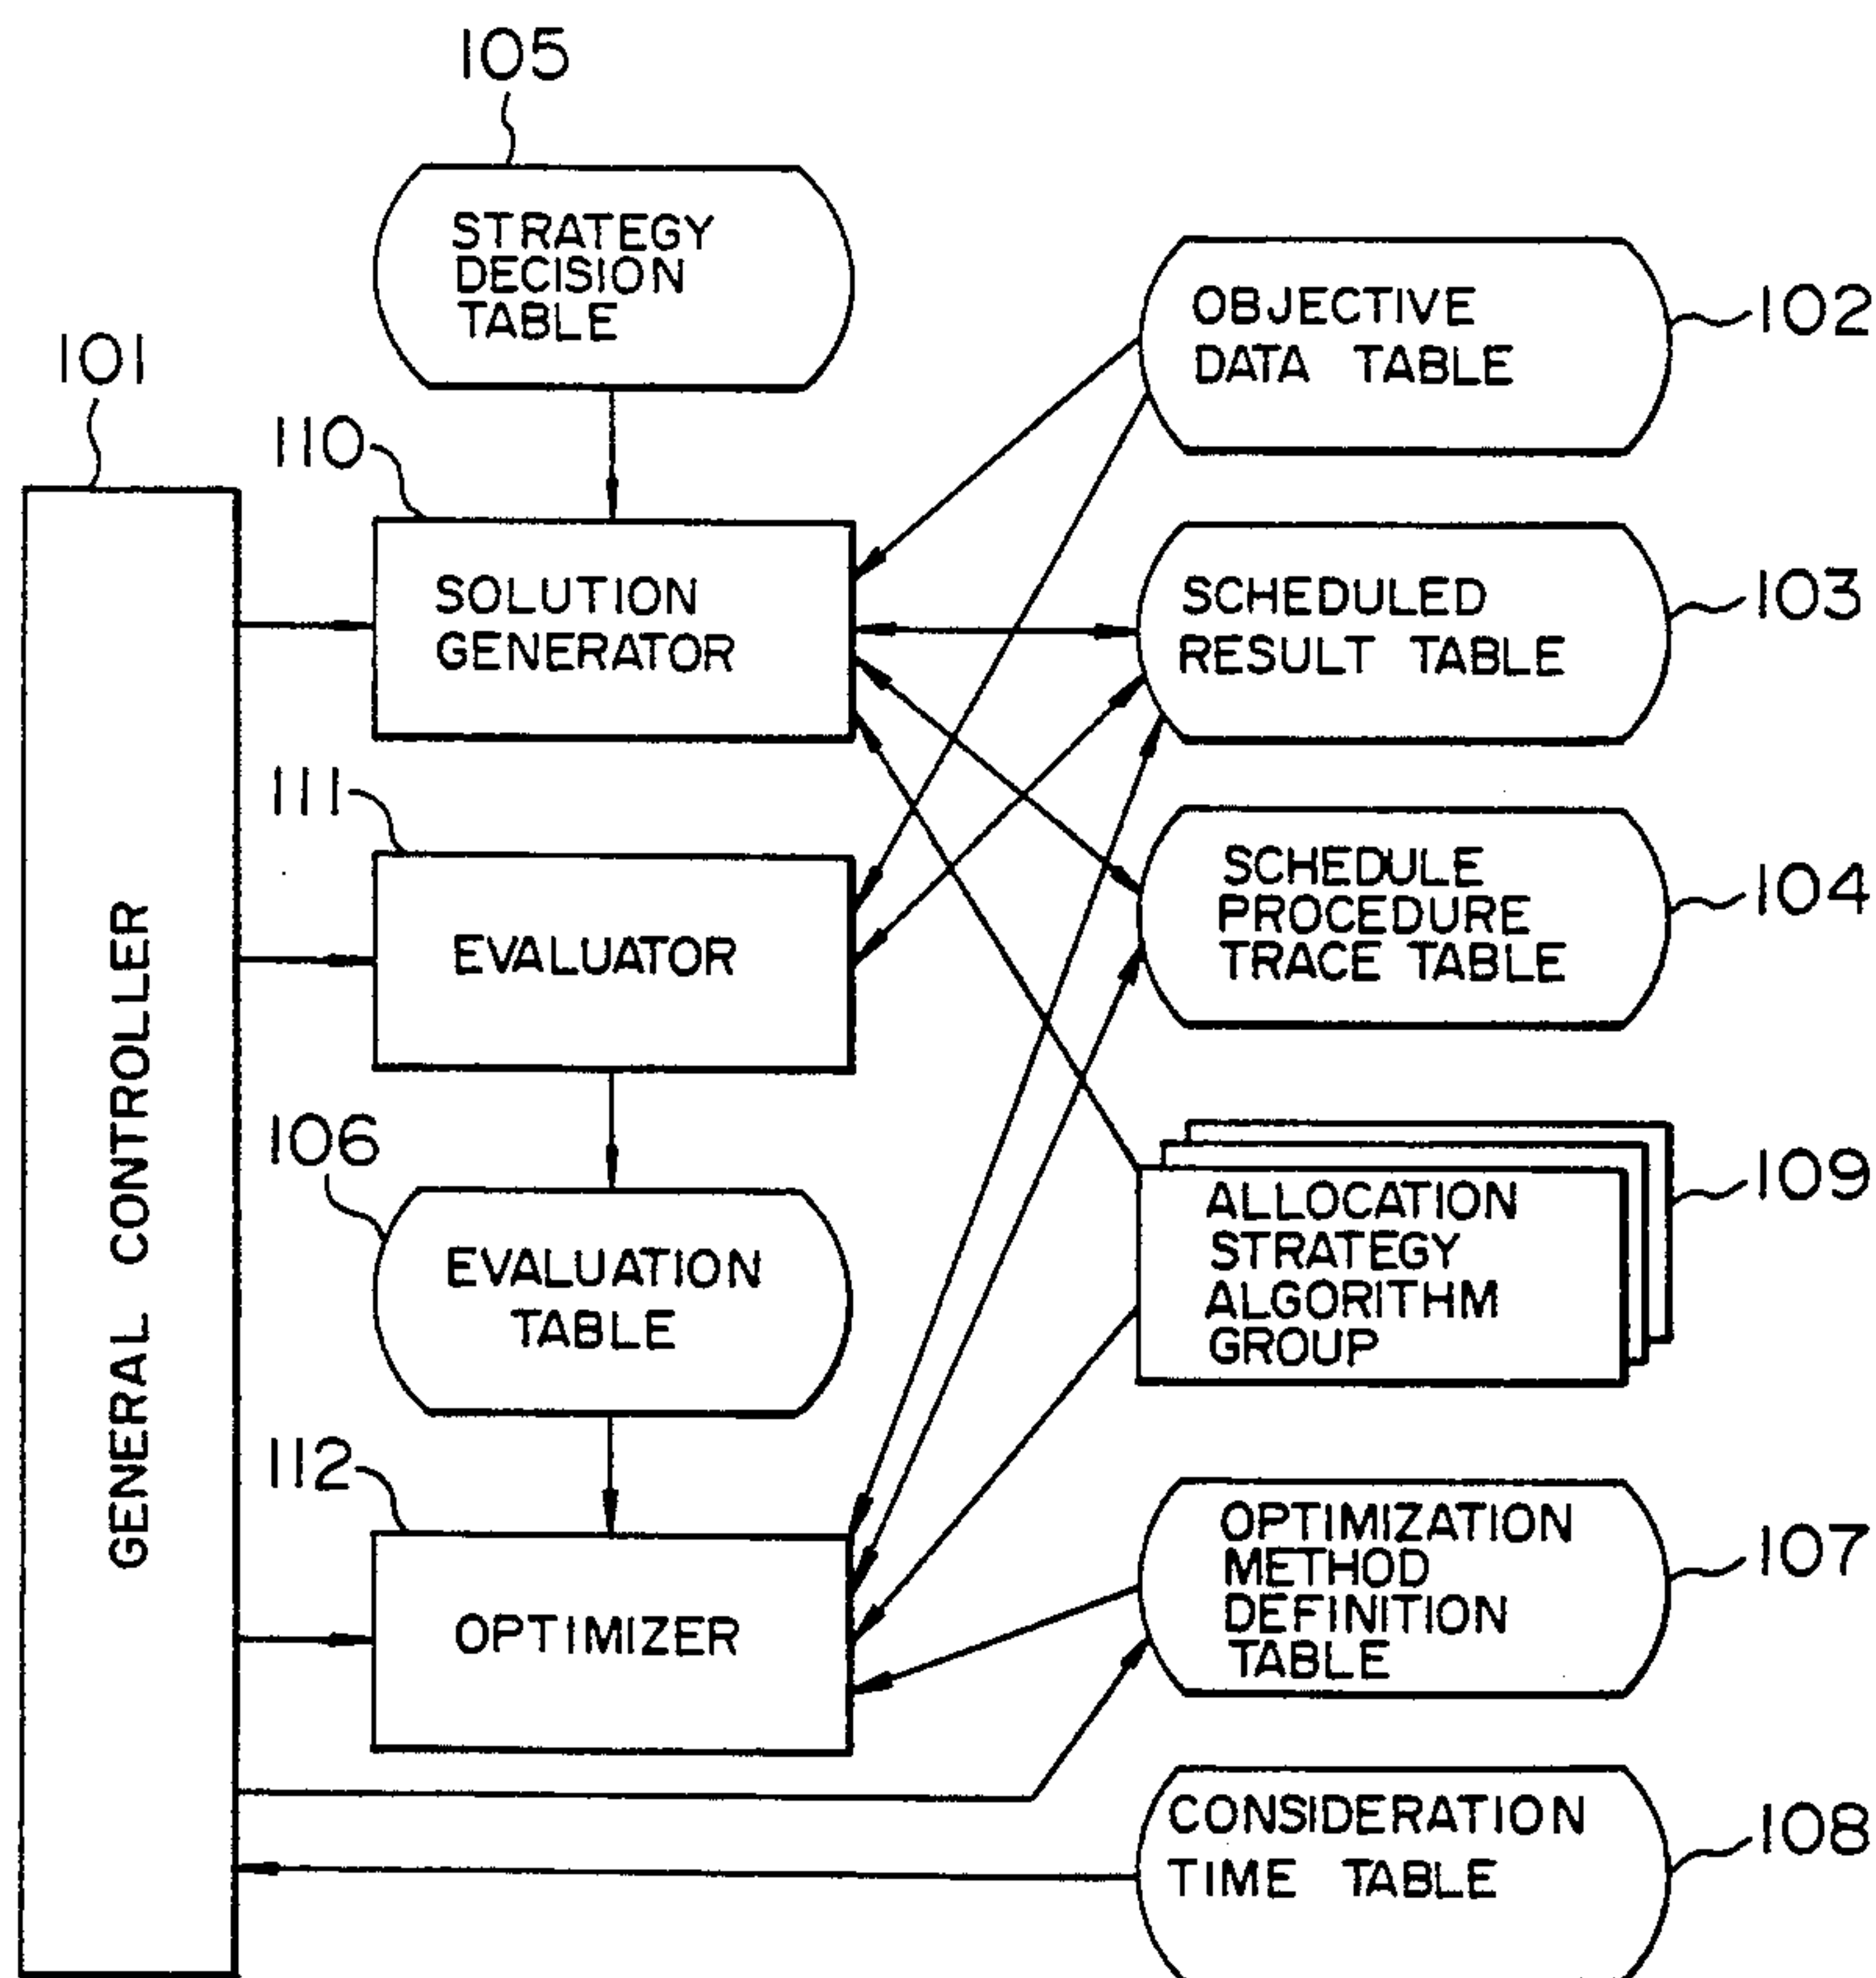 105
STRATEGY
DECISION
TABLE
OBJECTIVE
DATA TABLE
102
101
110
SOLUTION
GENERATOR
SCHEDULED
RESULT TABLE
103
111
EVALUATOR
SCHEDULE
PROCEDURE
TRACE TABLE
104
GENERAL CONTROLLER
106
EVALUATION
TABLE
ALLOCATION
STRATEGY
ALGORITHM
GROUP
109
112
OPTIMIZER
OPTIMIZATION
METHOD
DEFINITION
TABLE
107
CONSIDERATION
TIME TABLE
108